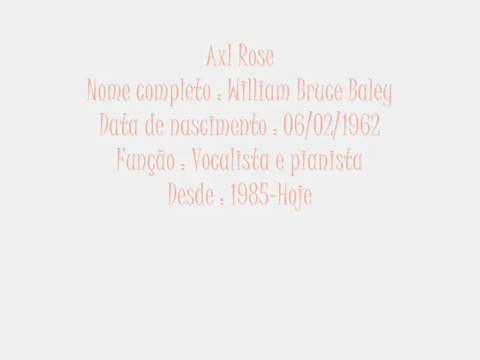 Axl Rose
Nome completo : William Bruce Baley
Data de nascimento : 06/02/1962
Função : Vocalista e pianista
Desde : 1985-Hoje